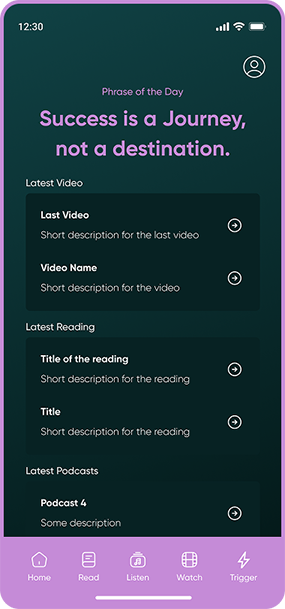 12:30
Phrase of the Day
Success is a Journey,
not a destination.
Latest Video
Last Video
Short description for the last video
Video Name
Short description for the video
Latest Reading
Title of the reading
Short description for the reading
Title
Short description for the reading
Latest Podcasts
Podcast 4
Some description
Home Read Listen Watch Trigger